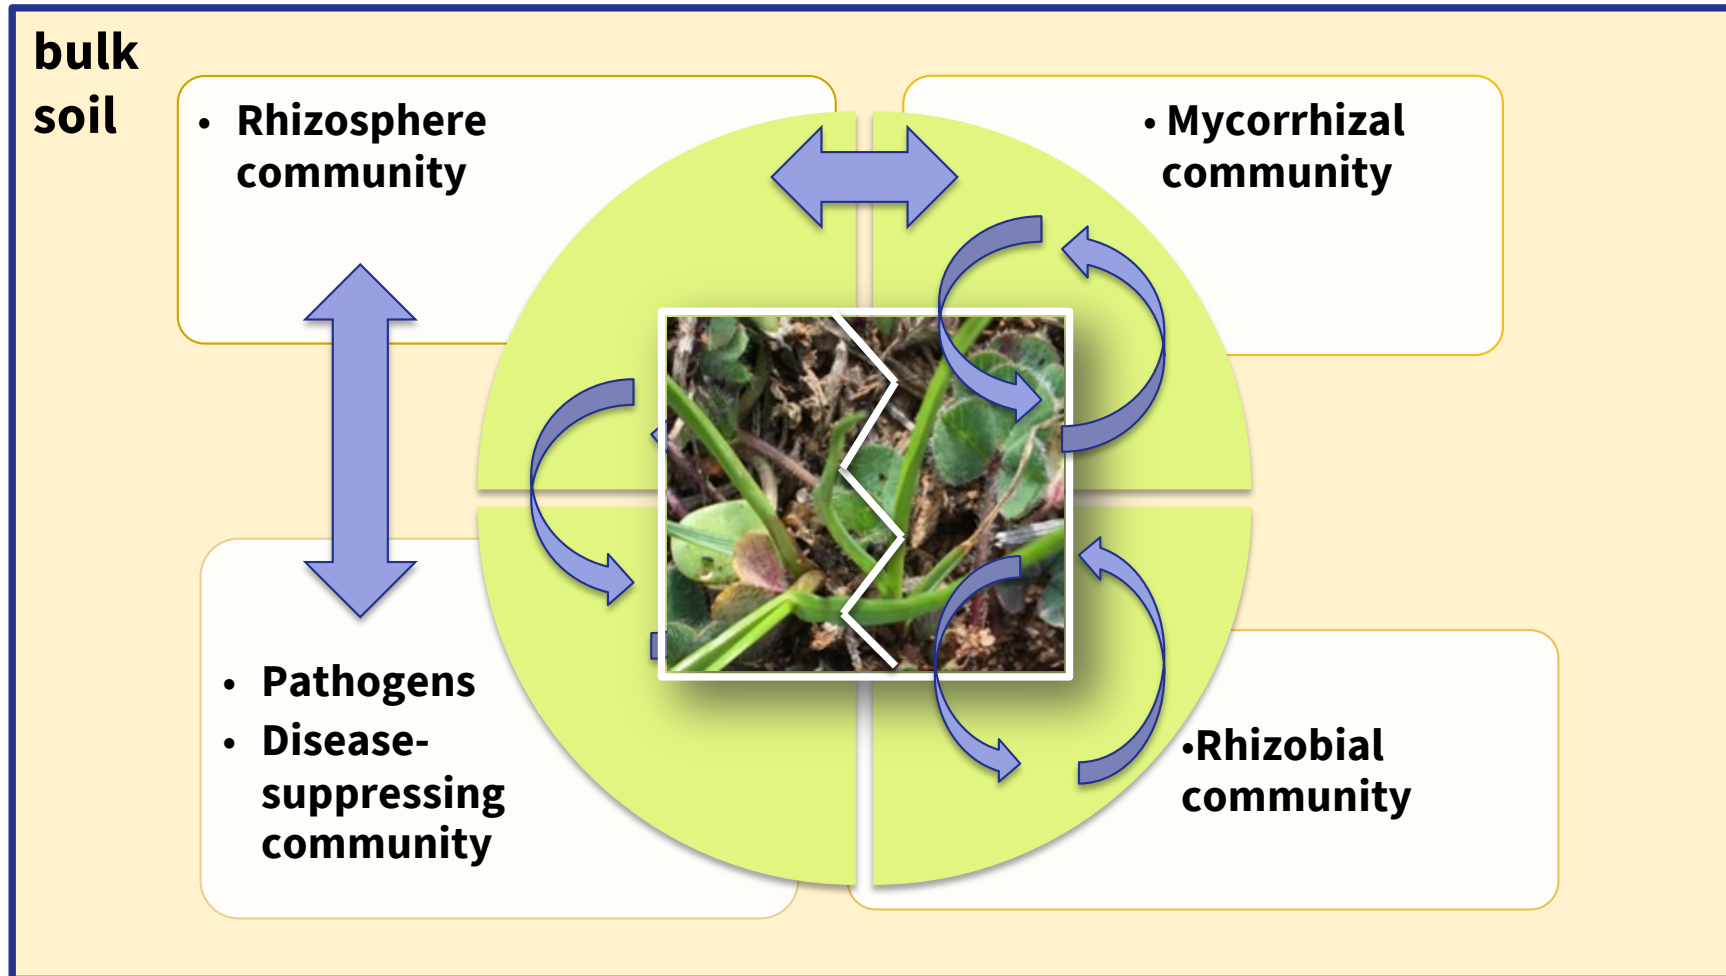 bulk
soil
• Rhizosphere
community
• Mycorrhizal
community
• Pathogens
• Disease-
suppressing
community
•Rhizobial
community